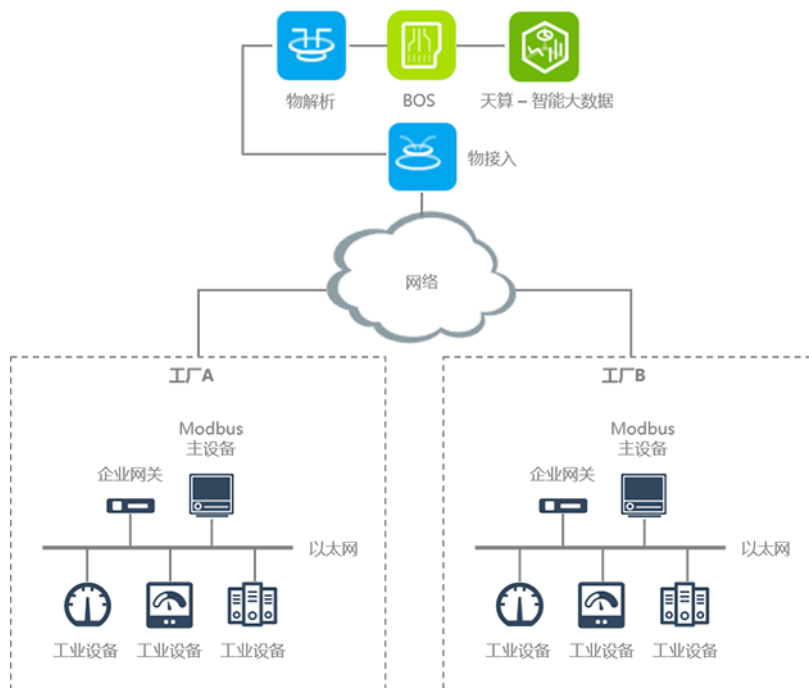 物解析
BOS
天算 – 智能大数据
物接入
网络
工厂A
Modbus
主设备
企业网关
以太网
工业设备
工业设备
工业设备
工厂B
Modbus
主设备
企业网关
以太网
工业设备
工业设备
工业设备